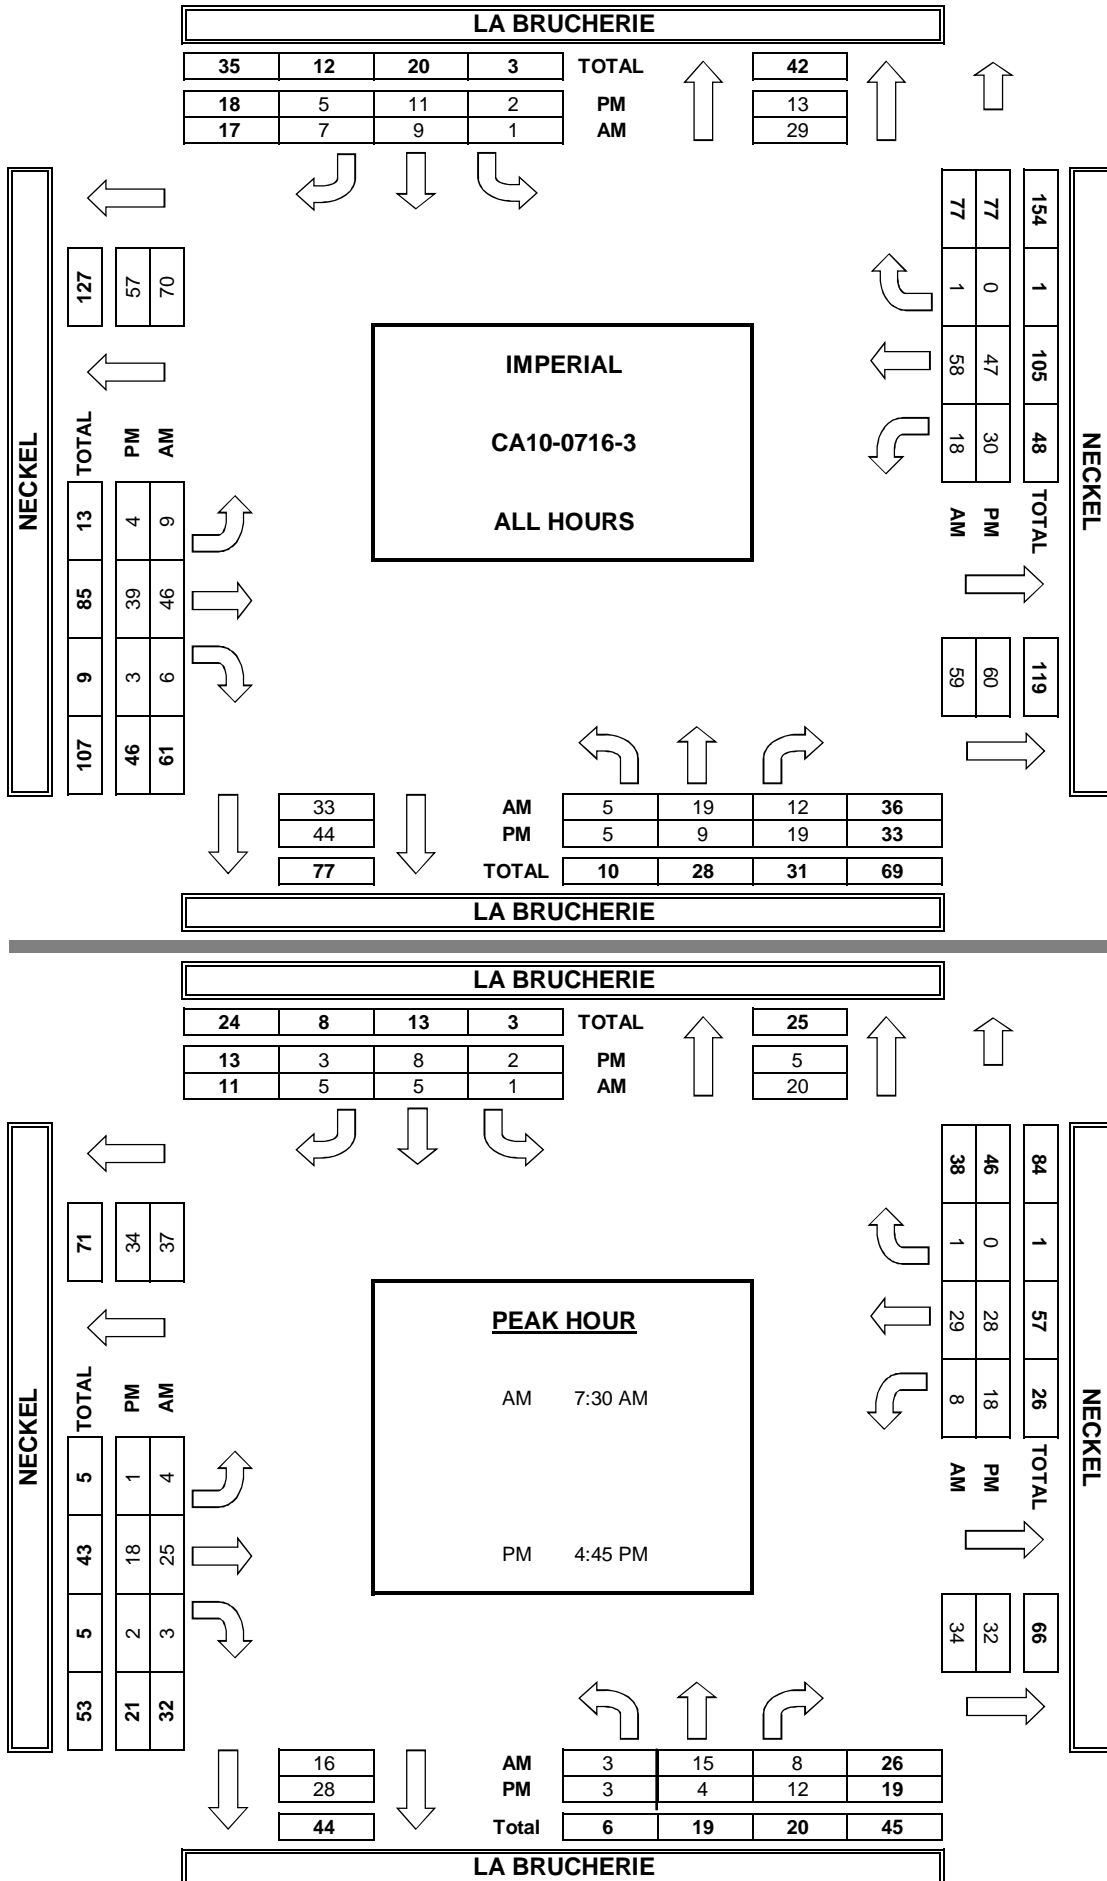 LA BRUCHERIE
35 12 20 3 TOTAL 42
18 5 11 2 PM 13
17 7 9 1 AM 29
NECKEL
127 57 70
TOTAL PM AM
13 4 9
85 39 46
9 3 6
107 46 61
IMPERIAL
CA10-0716-3
ALL HOURS
77 77 154
1 0 1
58 47 105
18 30 48
AM PM TOTAL
59 60 119
NECKEL
33 AM 5 19 12 36
44 PM 5 9 19 33
77 TOTAL 10 28 31 69
LA BRUCHERIE
LA BRUCHERIE
24 8 13 3 TOTAL 25
13 3 8 2 PM 5
11 5 5 1 AM 20
NECKEL
71 34 37
TOTAL PM AM
5 1 4
43 18 25
5 2 3
53 21 32
PEAK HOUR
AM 7:30 AM
PM 4:45 PM
38 46 84
1 0 1
29 28 57
8 18 26
AM PM TOTAL
34 32 66
NECKEL
16 AM 3 15 8 26
28 PM 3 4 12 19
44 Total 6 19 20 45
LA BRUCHERIE